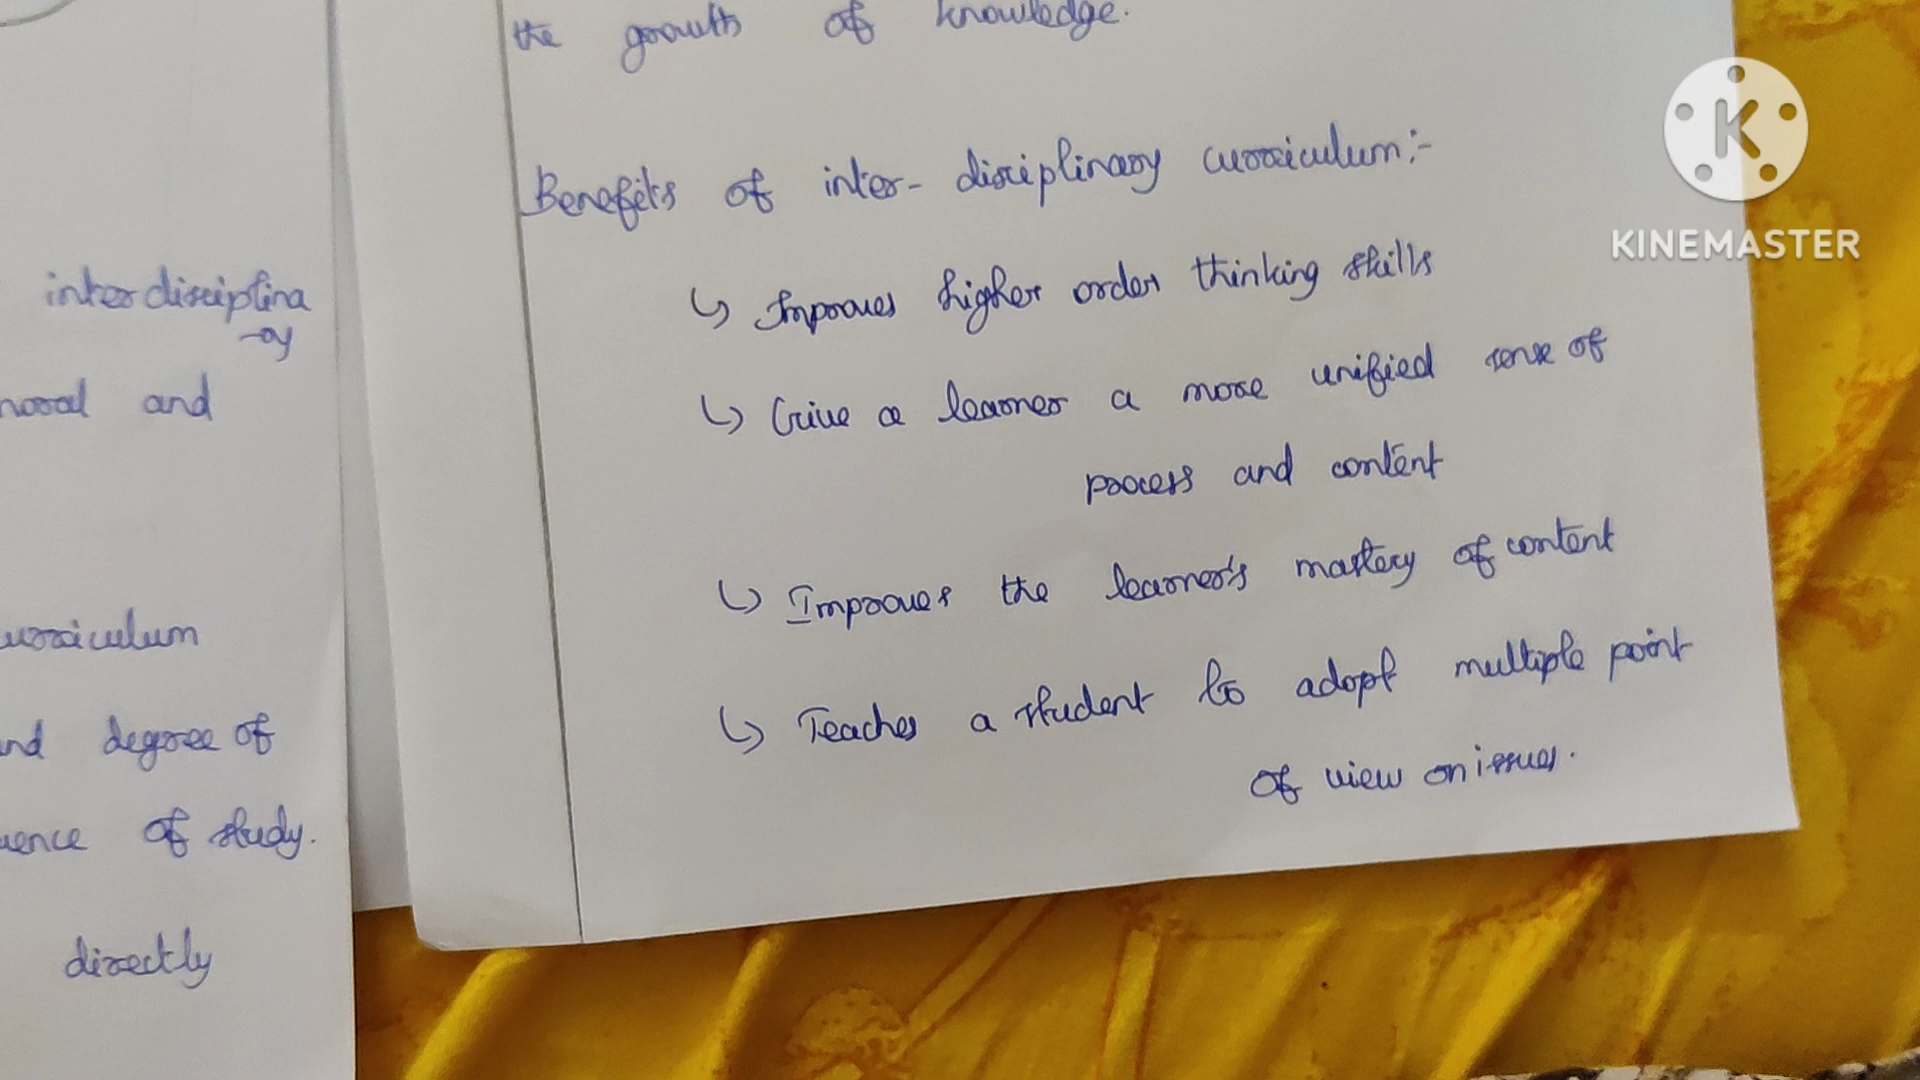 interdisciplina
-ry
and
curriculum
and degree of
of study.
directly
the growth of knowledge.
Benefits of inter-disciplinary curriculum:-
↳ Improves higher order thinking skills
↳ Give a learner a more unified sense of
process and content
↳ Improves the learner's mastery of content
↳ Teaches a student to adopt multiple point
of view on issues.
K
KINEMASTER